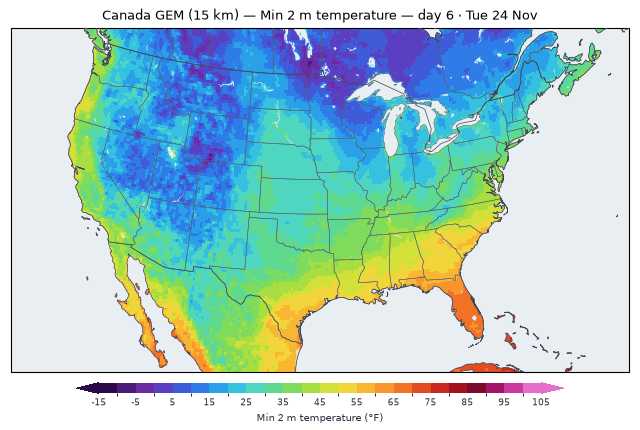 Canada GEM (15 km) — Min 2 m temperature — day 6 · Tue 24 Nov
-15 -5 5 15 25 35 45 55 65 75 85 95 105
Min 2 m temperature (°F)